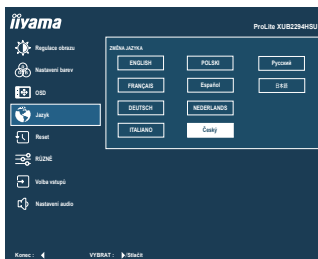 iiyama
ProLite XUB2294HSU
Regulace obrazu
Nastavení barev
OSD
Jazyk
Reset
RŮZNÉ
Volba vstupů
Nastavení audio
ZMĚNA JAZYKA
ENGLISH POLSKI Русский
FRANÇAIS Español 日本語
DEUTSCH NEDERLANDS
ITALIANO Český
Konec : VYBRAT : /Stlačit